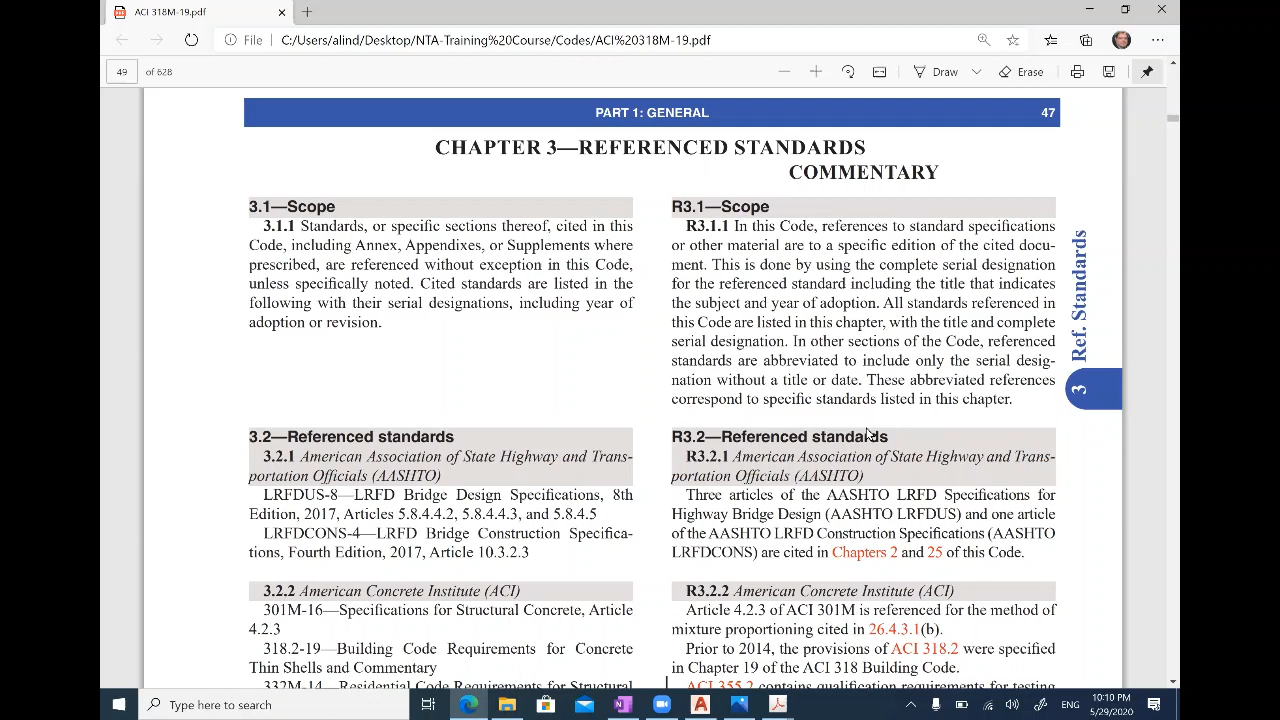 ACI 318M-19.pdf
File
C:/Users/alind/Desktop/NTA-Training%20Course/Codes/ACI%20318M-19.pdf
49 of 628
Draw
Erase
PART 1: GENERAL 47
CHAPTER 3—REFERENCED STANDARDS
COMMENTARY
3.1—Scope
3.1.1 Standards, or specific sections thereof, cited in this
Code, including Annex, Appendixes, or Supplements where
prescribed, are referenced without exception in this Code,
unless specifically noted. Cited standards are listed in the
following with their serial designations, including year of
adoption or revision.
3.2—Referenced standards
3.2.1 American Association of State Highway and Trans-
portation Officials (AASHTO)
LRFDUS-8—LRFD Bridge Design Specifications, 8th
Edition, 2017, Articles 5.8.4.4.2, 5.8.4.4.3, and 5.8.4.5
LRFDCONS-4—LRFD Bridge Construction Specifica-
tions, Fourth Edition, 2017, Article 10.3.2.3
3.2.2 American Concrete Institute (ACI)
301M-16—Specifications for Structural Concrete, Article
4.2.3
318.2-19—Building Code Requirements for Concrete
Thin Shells and Commentary
332M-14—Residential Code Requirements for Structural
R3.1—Scope
R3.1.1 In this Code, references to standard specifications
or other material are to a specific edition of the cited docu-
ment. This is done by using the complete serial designation
for the referenced standard including the title that indicates
the subject and year of adoption. All standards referenced in
this Code are listed in this chapter, with the title and complete
serial designation. In other sections of the Code, referenced
standards are abbreviated to include only the serial desig-
nation without a title or date. These abbreviated references
correspond to specific standards listed in this chapter.
R3.2—Referenced standards
R3.2.1 American Association of State Highway and Trans-
portation Officials (AASHTO)
Three articles of the AASHTO LRFD Specifications for
Highway Bridge Design (AASHTO LRFDUS) and one article
of the AASHTO LRFD Construction Specifications (AASHTO
LRFDCONS) are cited in Chapters 2 and 25 of this Code.
R3.2.2 American Concrete Institute (ACI)
Article 4.2.3 of ACI 301M is referenced for the method of
mixture proportioning cited in 26.4.3.1(b).
Prior to 2014, the provisions of ACI 318.2 were specified
in Chapter 19 of the ACI 318 Building Code.
ACI 355.2 contains qualification requirements for testing
Ref. Standards
3
Type here to search
ENG
10:10 PM
5/29/2020